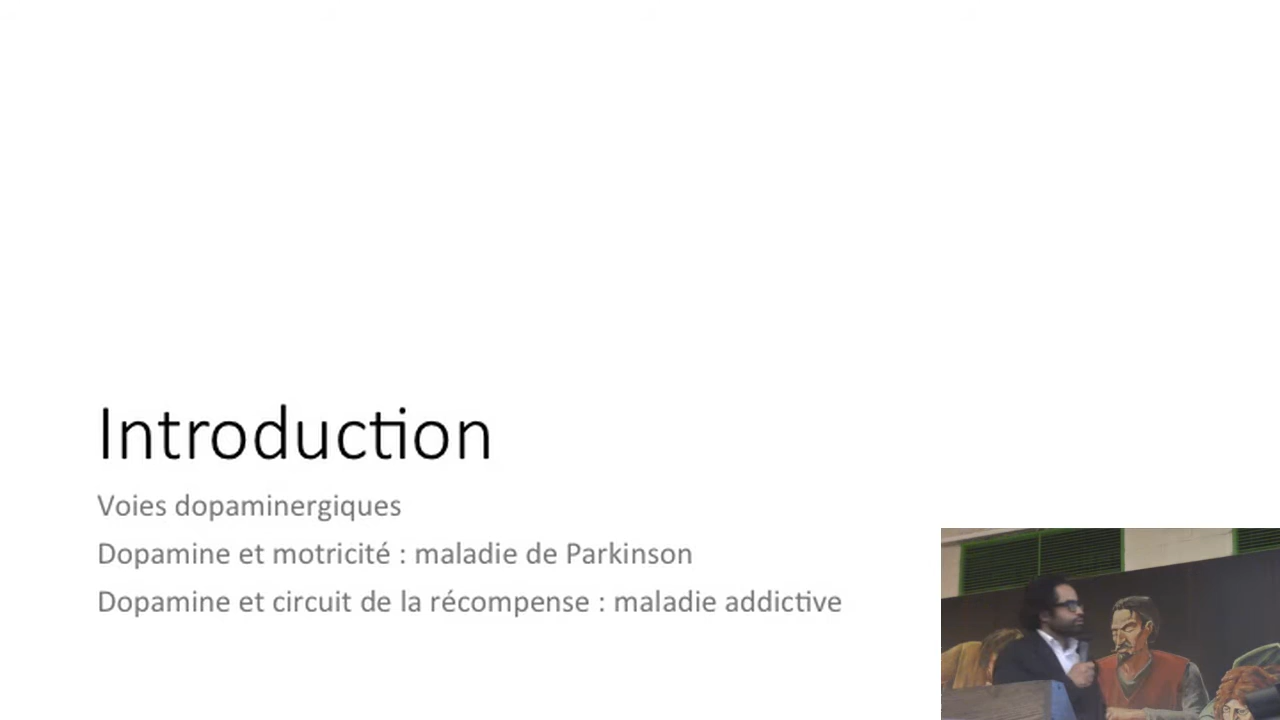 Introduction
Voies dopaminergiques
Dopamine et motricité : maladie de Parkinson
Dopamine et circuit de la récompense : maladie addictive